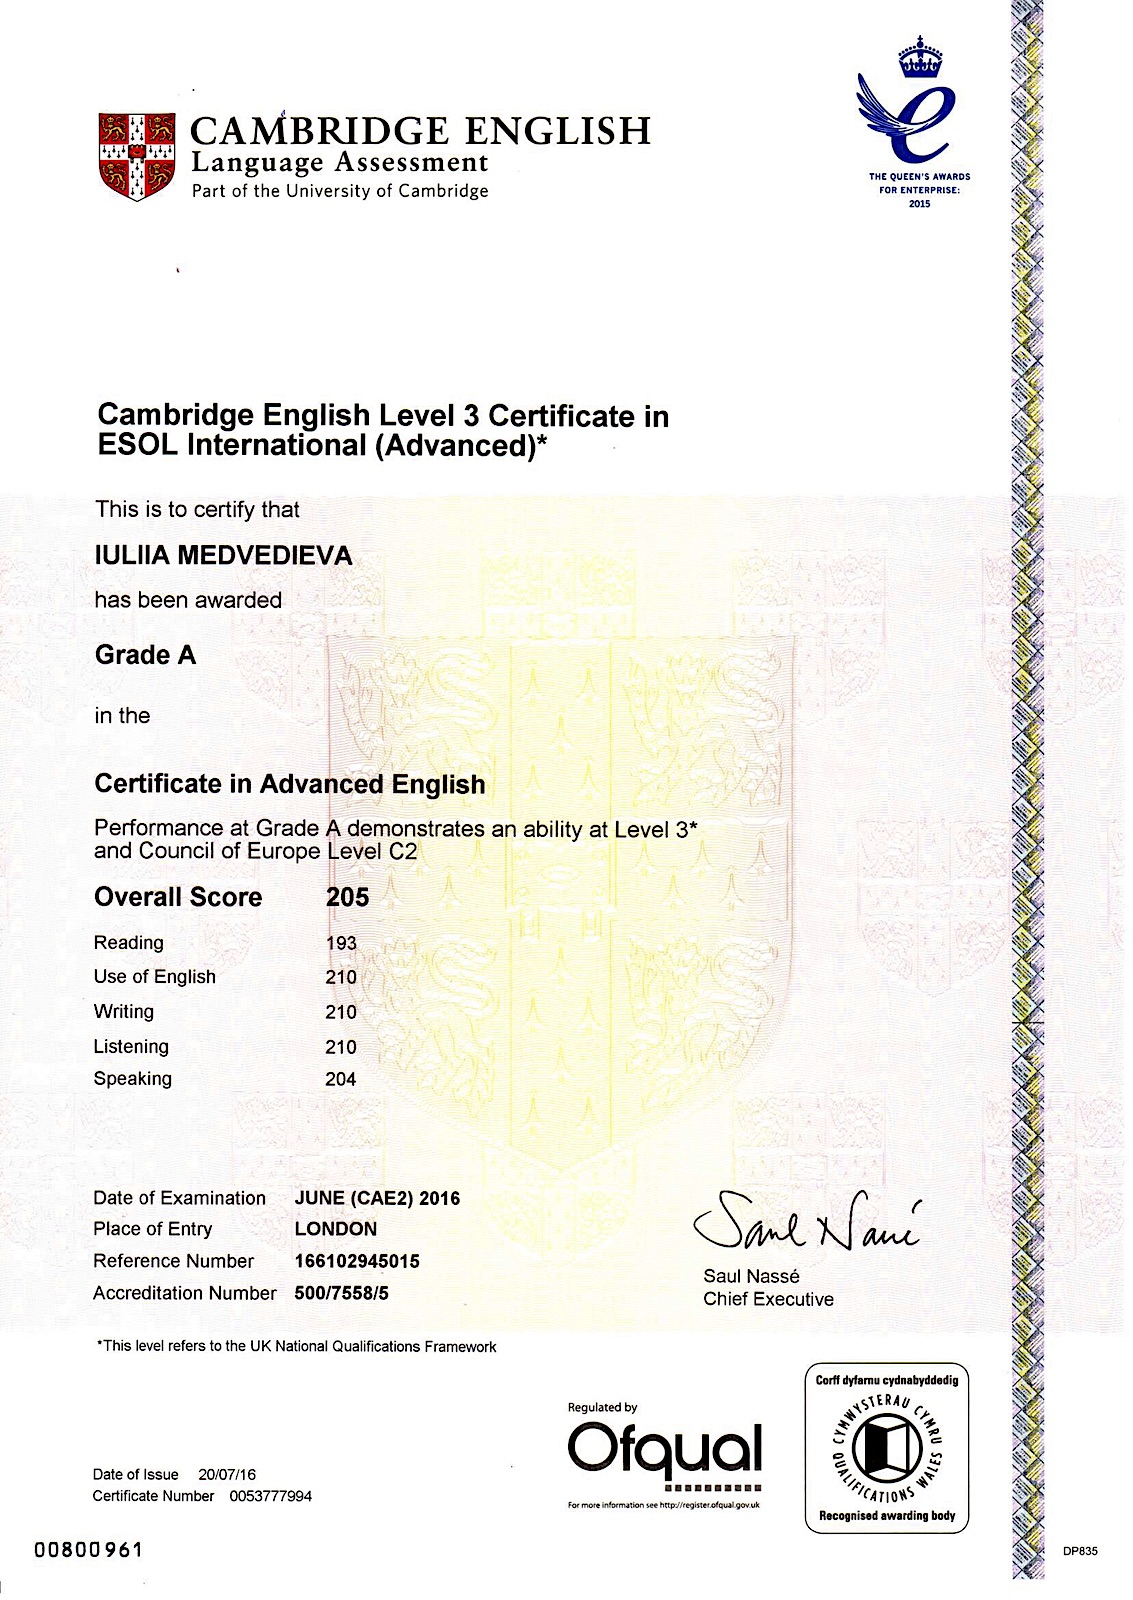 CAMBRIDGE ENGLISH
Language Assessment
Part of the University of Cambridge
THE QUEEN'S AWARDS
FOR ENTERPRISE:
2015
Cambridge English Level 3 Certificate in
ESOL International (Advanced)*
This is to certify that
IULIIA MEDVEDIEVA
has been awarded
Grade A
in the
Certificate in Advanced English
Performance at Grade A demonstrates an ability at Level 3*
and Council of Europe Level C2
Overall Score 205
Reading 193
Use of English 210
Writing 210
Listening 210
Speaking 204
Date of Examination JUNE (CAE2) 2016
Place of Entry LONDON
Reference Number 166102945015
Accreditation Number 500/7558/5
Saul Nassé
Saul Nassé
Chief Executive
*This level refers to the UK National Qualifications Framework
Regulated by
Ofqual
For more information see http://register.ofqual.gov.uk
Corff dyfarnu cydnabyddedig
CYMWYSTERAU CYMRU
QUALIFICATIONS WALES
Recognised awarding body
Date of Issue 20/07/16
Certificate Number 0053777994
00800961
DP835